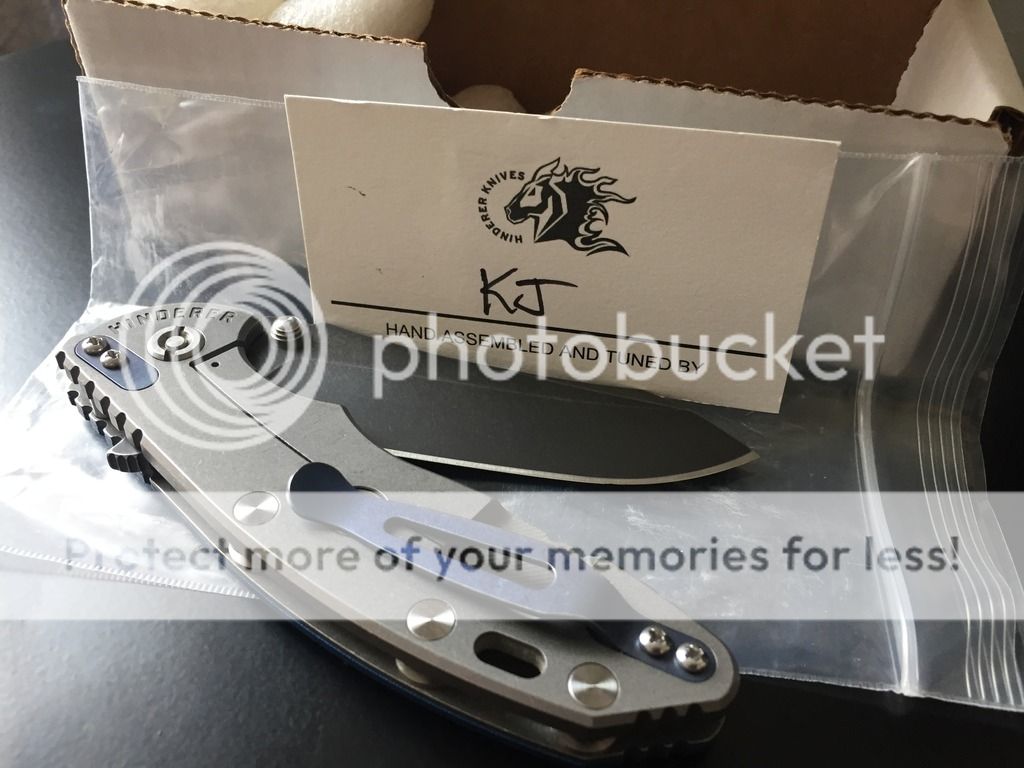 HINDERER KNIVES
KJ
HAND ASSEMBLED AND TUNED BY
HINDERER
photobucket
Protect more of your memories for less!